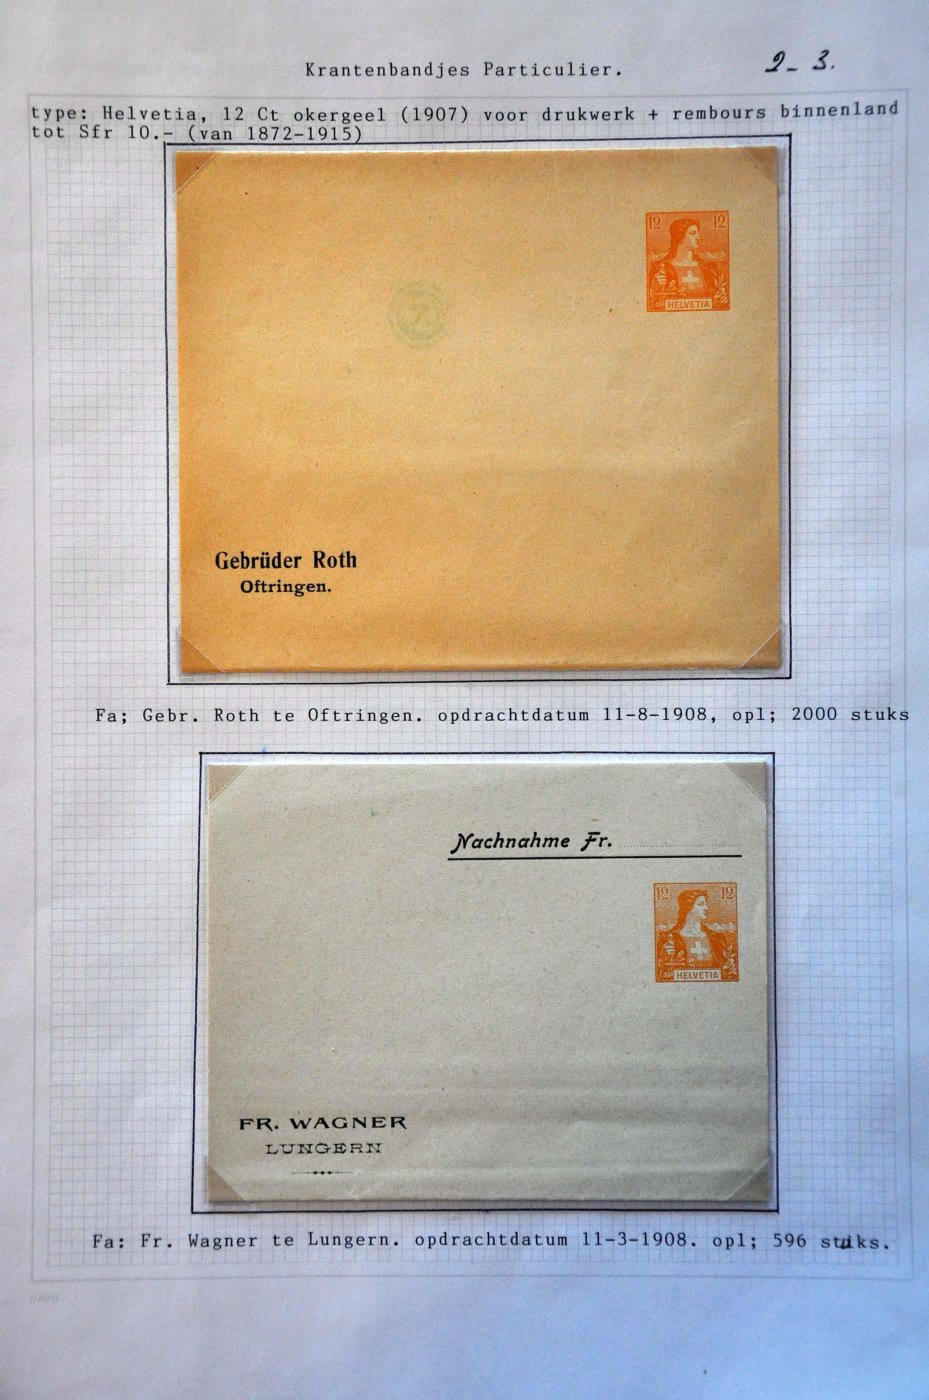 Krantenbandjes Particulier.
2-3.
type: Helvetia, 12 Ct okergeel (1907) voor drukwerk + rembours binnenland
tot Sfr 10.- (van 1872-1915)
12 12
HELVETIA
Gebrüder Roth
Oftringen.
Fa; Gebr. Roth te Oftringen. opdrachtdatum 11-8-1908, opl; 2000 stuks
Nachnahme Fr.
12 12
HELVETIA
FR. WAGNER
LUNGERN
Fa: Fr. Wagner te Lungern. opdrachtdatum 11-3-1908. opl; 596 stuks.